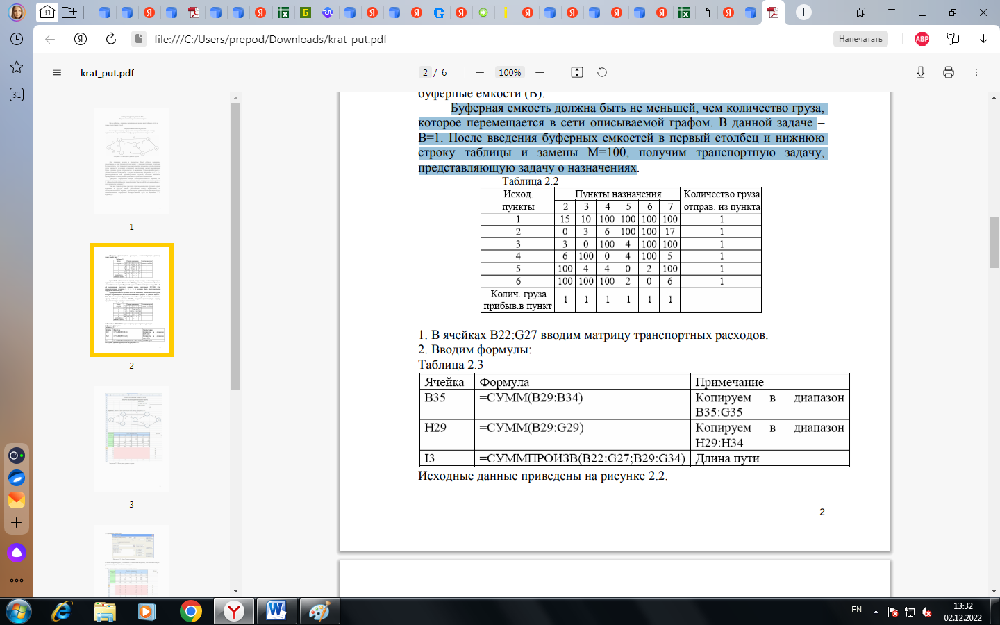 31
file:///C:/Users/prepod/Downloads/krat_put.pdf
Напечатать
ABP
krat_put.pdf
2 / 6
100%
31
1
2
3
буферные емкости (В).
Буферная емкость должна быть не меньшей, чем количество груза,
которое перемещается в сети описываемой графом. В данной задаче –
В=1. После введения буферных емкостей в первый столбец и нижнюю
строку таблицы и замены М=100, получим транспортную задачу,
представляющую задачу о назначениях.
Таблица 2.2
Исход. пункты Пункты назначения Количество груза отправ. из пункта
2 3 4 5 6 7
1 15 10 100 100 100 100 1
2 0 3 6 100 100 17 1
3 3 0 100 4 100 100 1
4 6 100 0 4 100 5 1
5 100 4 4 0 2 100 1
6 100 100 100 2 0 6 1
Колич. груза прибыв.в пункт 1 1 1 1 1 1
1. В ячейках B22:G27 вводим матрицу транспортных расходов.
2. Вводим формулы:
Таблица 2.3
Ячейка Формула Примечание
B35 =СУММ(B29:B34) Копируем в диапазон B35:G35
H29 =СУММ(B29:G29) Копируем в диапазон H29:H34
I3 =СУММПРОИЗВ(B22:G27;B29:G34) Длина пути
Исходные данные приведены на рисунке 2.2.
2
EN
13:32
02.12.2022